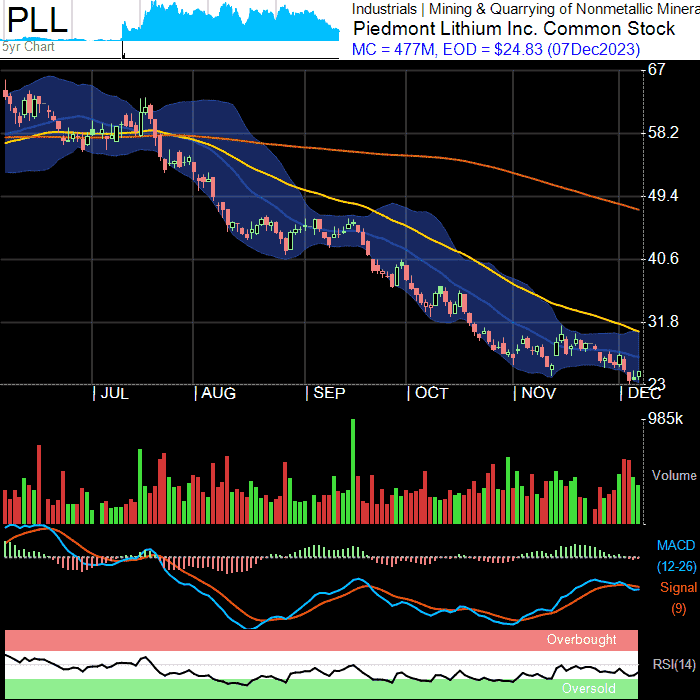 PLL
5yr Chart
Industrials | Mining & Quarrying of Nonmetallic Minera
Piedmont Lithium Inc. Common Stock
MC = 477M, EOD = $24.83 (07Dec2023)
67
58.2
49.4
40.6
31.8
23
JUL
AUG
SEP
OCT
NOV
DEC
985k
Volume
MACD
(12-26)
Signal
(9)
Overbought
RSI(14)
Oversold